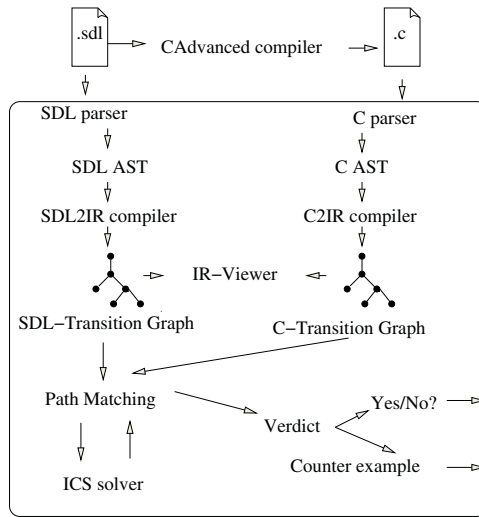 .sdl
CAdvanced compiler
.c
SDL parser
C parser
SDL AST
C AST
SDL2IR compiler
C2IR compiler
IR−Viewer
SDL−Transition Graph
C−Transition Graph
Path Matching
Yes/No?
Verdict
Counter example
ICS solver